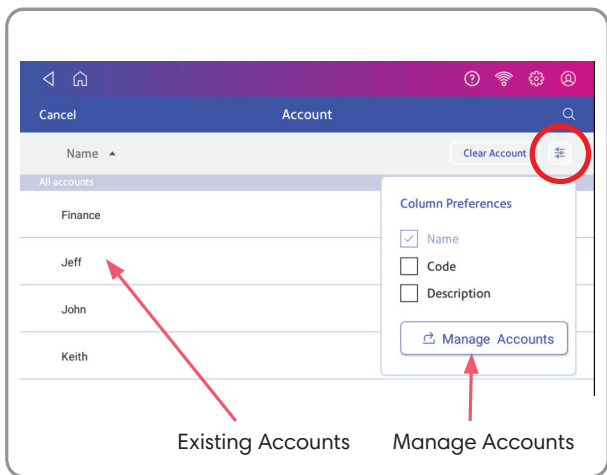 Cancel Account
Name Clear Account
All accounts
Finance
Jeff
John
Keith
Column Preferences
Name
Code
Description
Manage Accounts
Existing Accounts Manage Accounts